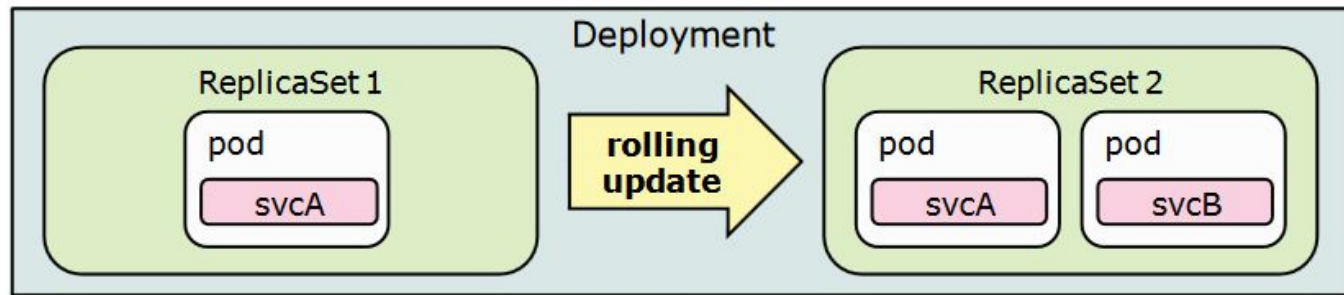 Deployment
ReplicaSet 1
pod
svcA
rolling
update
ReplicaSet 2
pod
svcA
pod
svcB